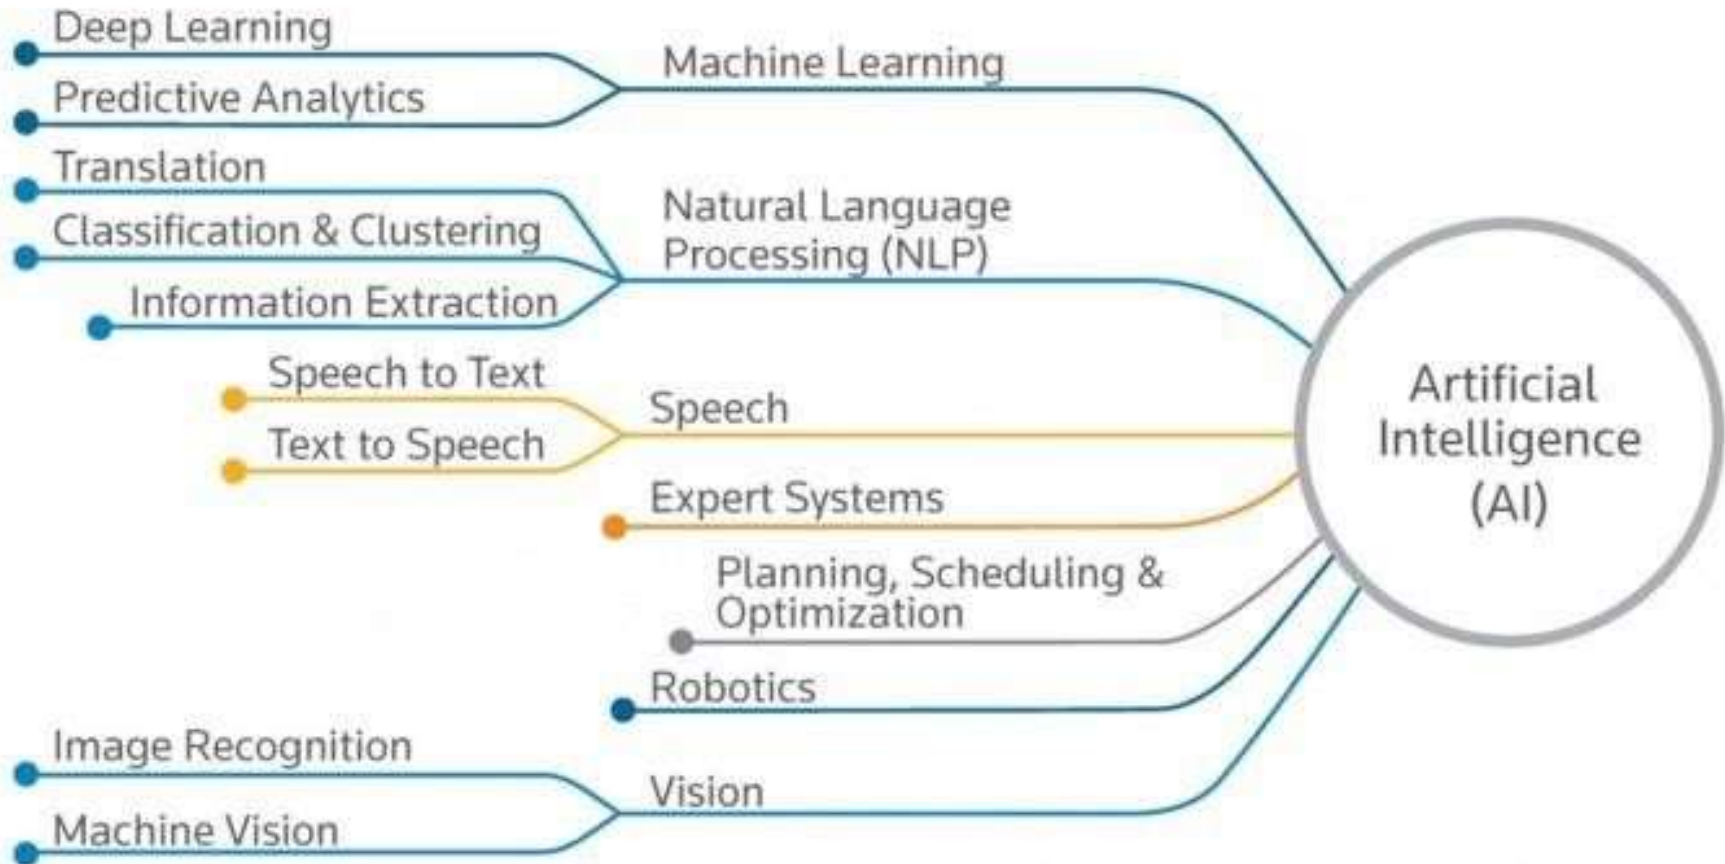 Deep Learning
Predictive Analytics
Machine Learning
Translation
Classification & Clustering
Information Extraction
Natural Language
Processing (NLP)
Speech to Text
Text to Speech
Speech
Expert Systems
Planning, Scheduling &
Optimization
Robotics
Image Recognition
Machine Vision
Vision
Artificial
Intelligence
(AI)